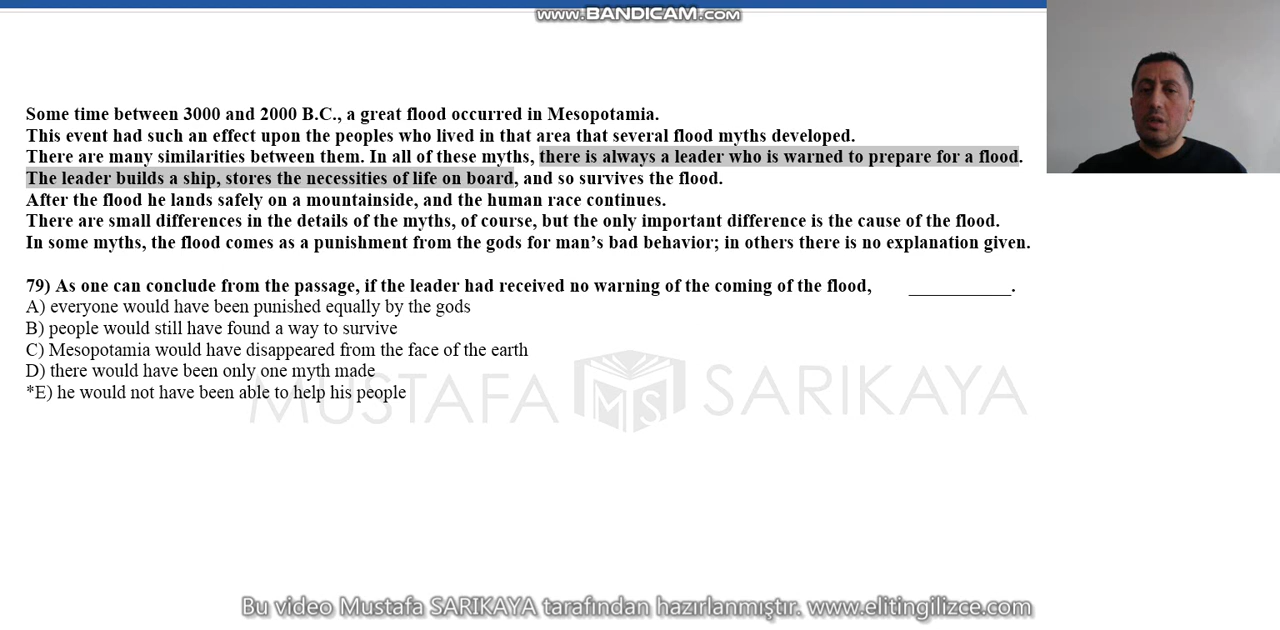 www.BANDICAM.com
Some time between 3000 and 2000 B.C., a great flood occurred in Mesopotamia.
This event had such an effect upon the peoples who lived in that area that several flood myths developed.
There are many similarities between them. In all of these myths, there is always a leader who is warned to prepare for a flood.
The leader builds a ship, stores the necessities of life on board, and so survives the flood.
After the flood he lands safely on a mountainside, and the human race continues.
There are small differences in the details of the myths, of course, but the only important difference is the cause of the flood.
In some myths, the flood comes as a punishment from the gods for man’s bad behavior; in others there is no explanation given.
79) As one can conclude from the passage, if the leader had received no warning of the coming of the flood, ___________.
A) everyone would have been punished equally by the gods
B) people would still have found a way to survive
C) Mesopotamia would have disappeared from the face of the earth
D) there would have been only one myth made
*E) he would not have been able to help his people
MUSTAFA MS SARIKAYA
Bu video Mustafa SARIKAYA tarafından hazırlanmıştır. www.elitingilizce.com